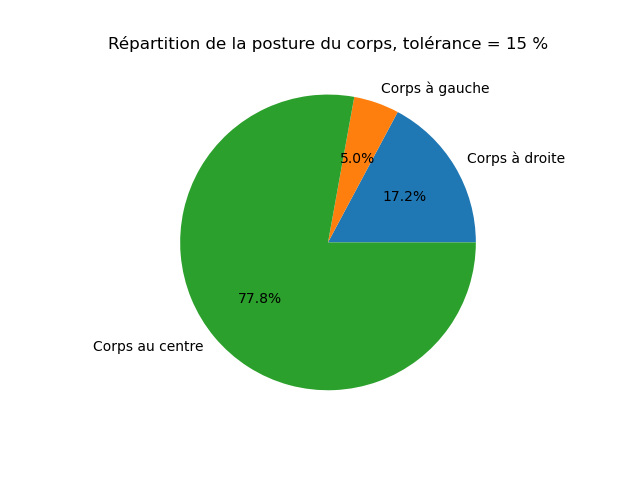 Répartition de la posture du corps, tolérance = 15 %
Corps à gauche
Corps à droite
5.0%
17.2%
77.8%
Corps au centre